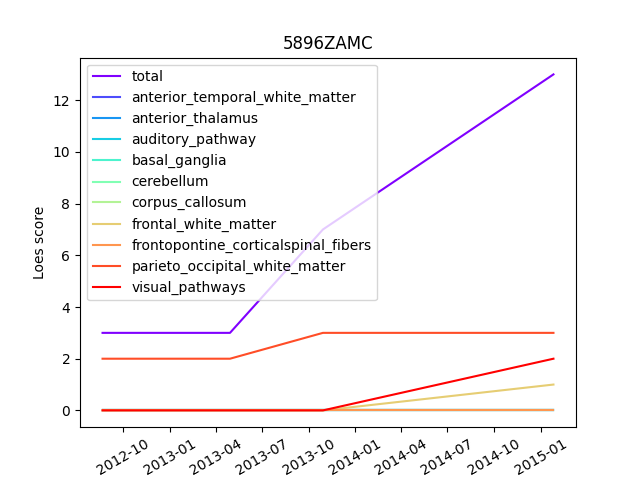 5896ZAMC
Loes score
12
10
8
6
4
2
0
total
anterior_temporal_white_matter
anterior_thalamus
auditory_pathway
basal_ganglia
cerebellum
corpus_callosum
frontal_white_matter
frontopontine_corticalspinal_fibers
parieto_occipital_white_matter
visual_pathways
2012-10
2013-01
2013-04
2013-07
2013-10
2014-01
2014-04
2014-07
2014-10
2015-01